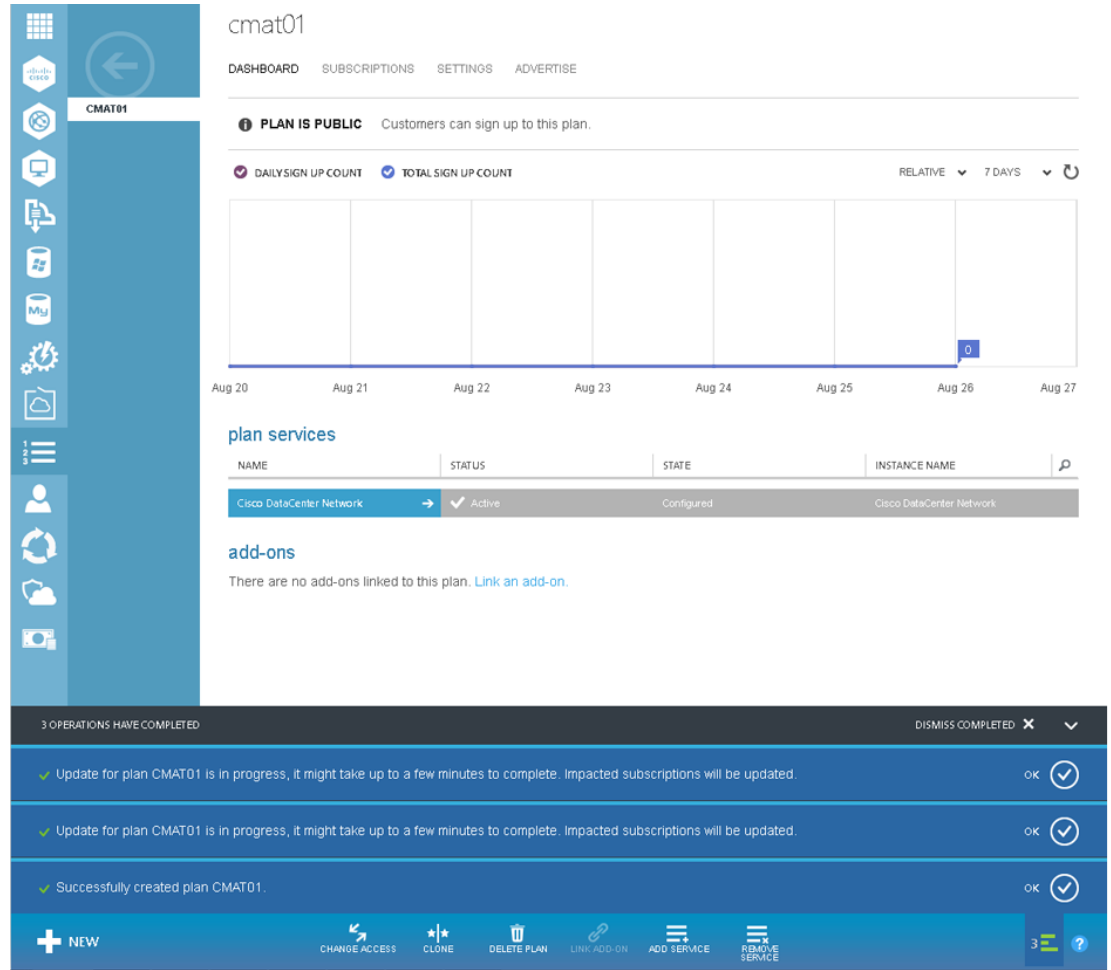 cmat01
DASHBOARD SUBSCRIPTIONS SETTINGS ADVERTISE
cisco
CMAT01
PLAN IS PUBLIC Customers can sign up to this plan.
DAILY SIGN UP COUNT TOTAL SIGN UP COUNT RELATIVE 7 DAYS
My
0
Aug 20 Aug 21 Aug 22 Aug 23 Aug 24 Aug 25 Aug 26 Aug 27
plan services
1
2
3
NAME STATUS STATE INSTANCE NAME
Cisco DataCenter Network Active Configured Cisco DataCenter Network
add-ons
There are no add-ons linked to this plan. Link an add-on.
3 OPERATIONS HAVE COMPLETED DISMISS COMPLETED
Update for plan CMAT01 is in progress, it might take up to a few minutes to complete. Impacted subscriptions will be updated. OK
Update for plan CMAT01 is in progress, it might take up to a few minutes to complete. Impacted subscriptions will be updated. OK
Successfully created plan CMAT01. OK
NEW CHANGE ACCESS CLONE DELETE PLAN LINK ADD-ON ADD SERVICE REMOVE SERVICE 3 ?